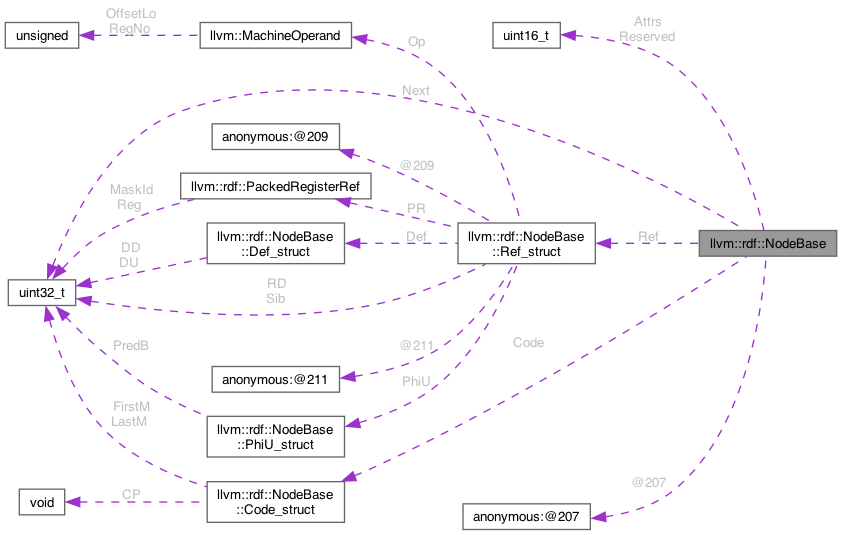 OffsetLo
RegNo
Attrs
Reserved
unsigned
llvm::MachineOperand
uint16_t
Op
Next
anonymous:@209
@209
llvm::rdf::PackedRegisterRef
MaskId
Reg
PR
llvm::rdf::NodeBase
::Def_struct
Def
llvm::rdf::NodeBase
::Ref_struct
Ref
llvm::rdf::NodeBase
DD
DU
uint32_t
RD
Sib
PredB
@211
Code
anonymous:@211
PhiU
FirstM
LastM
llvm::rdf::NodeBase
::PhiU_struct
@207
void
CP
llvm::rdf::NodeBase
::Code_struct
anonymous:@207